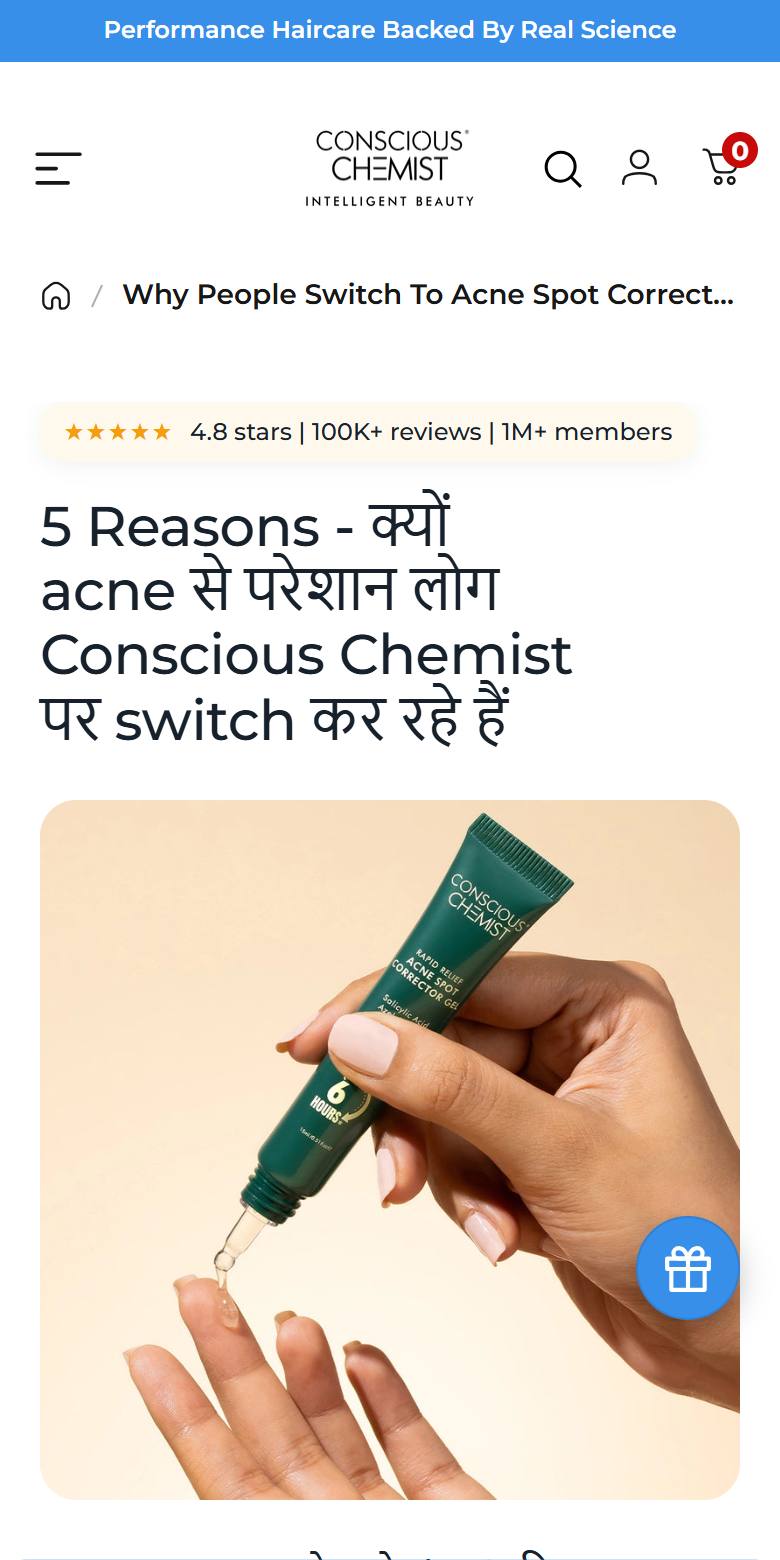 Performance Haircare Backed By Real Science
CONSCIOUS
CHEMIST
INTELLIGENT BEAUTY
0
/ Why People Switch To Acne Spot Correct...
★★★★★ 4.8 stars | 100K+ reviews | 1M+ members
5 Reasons - क्यों
acne से परेशान लोग
Conscious Chemist
पर switch कर रहे हैं
CONSCIOUS
CHEMIST
RAPID RELIEF
ACNE SPOT
CORRECTOR GEL
Salicylic Acid
6
HOURS